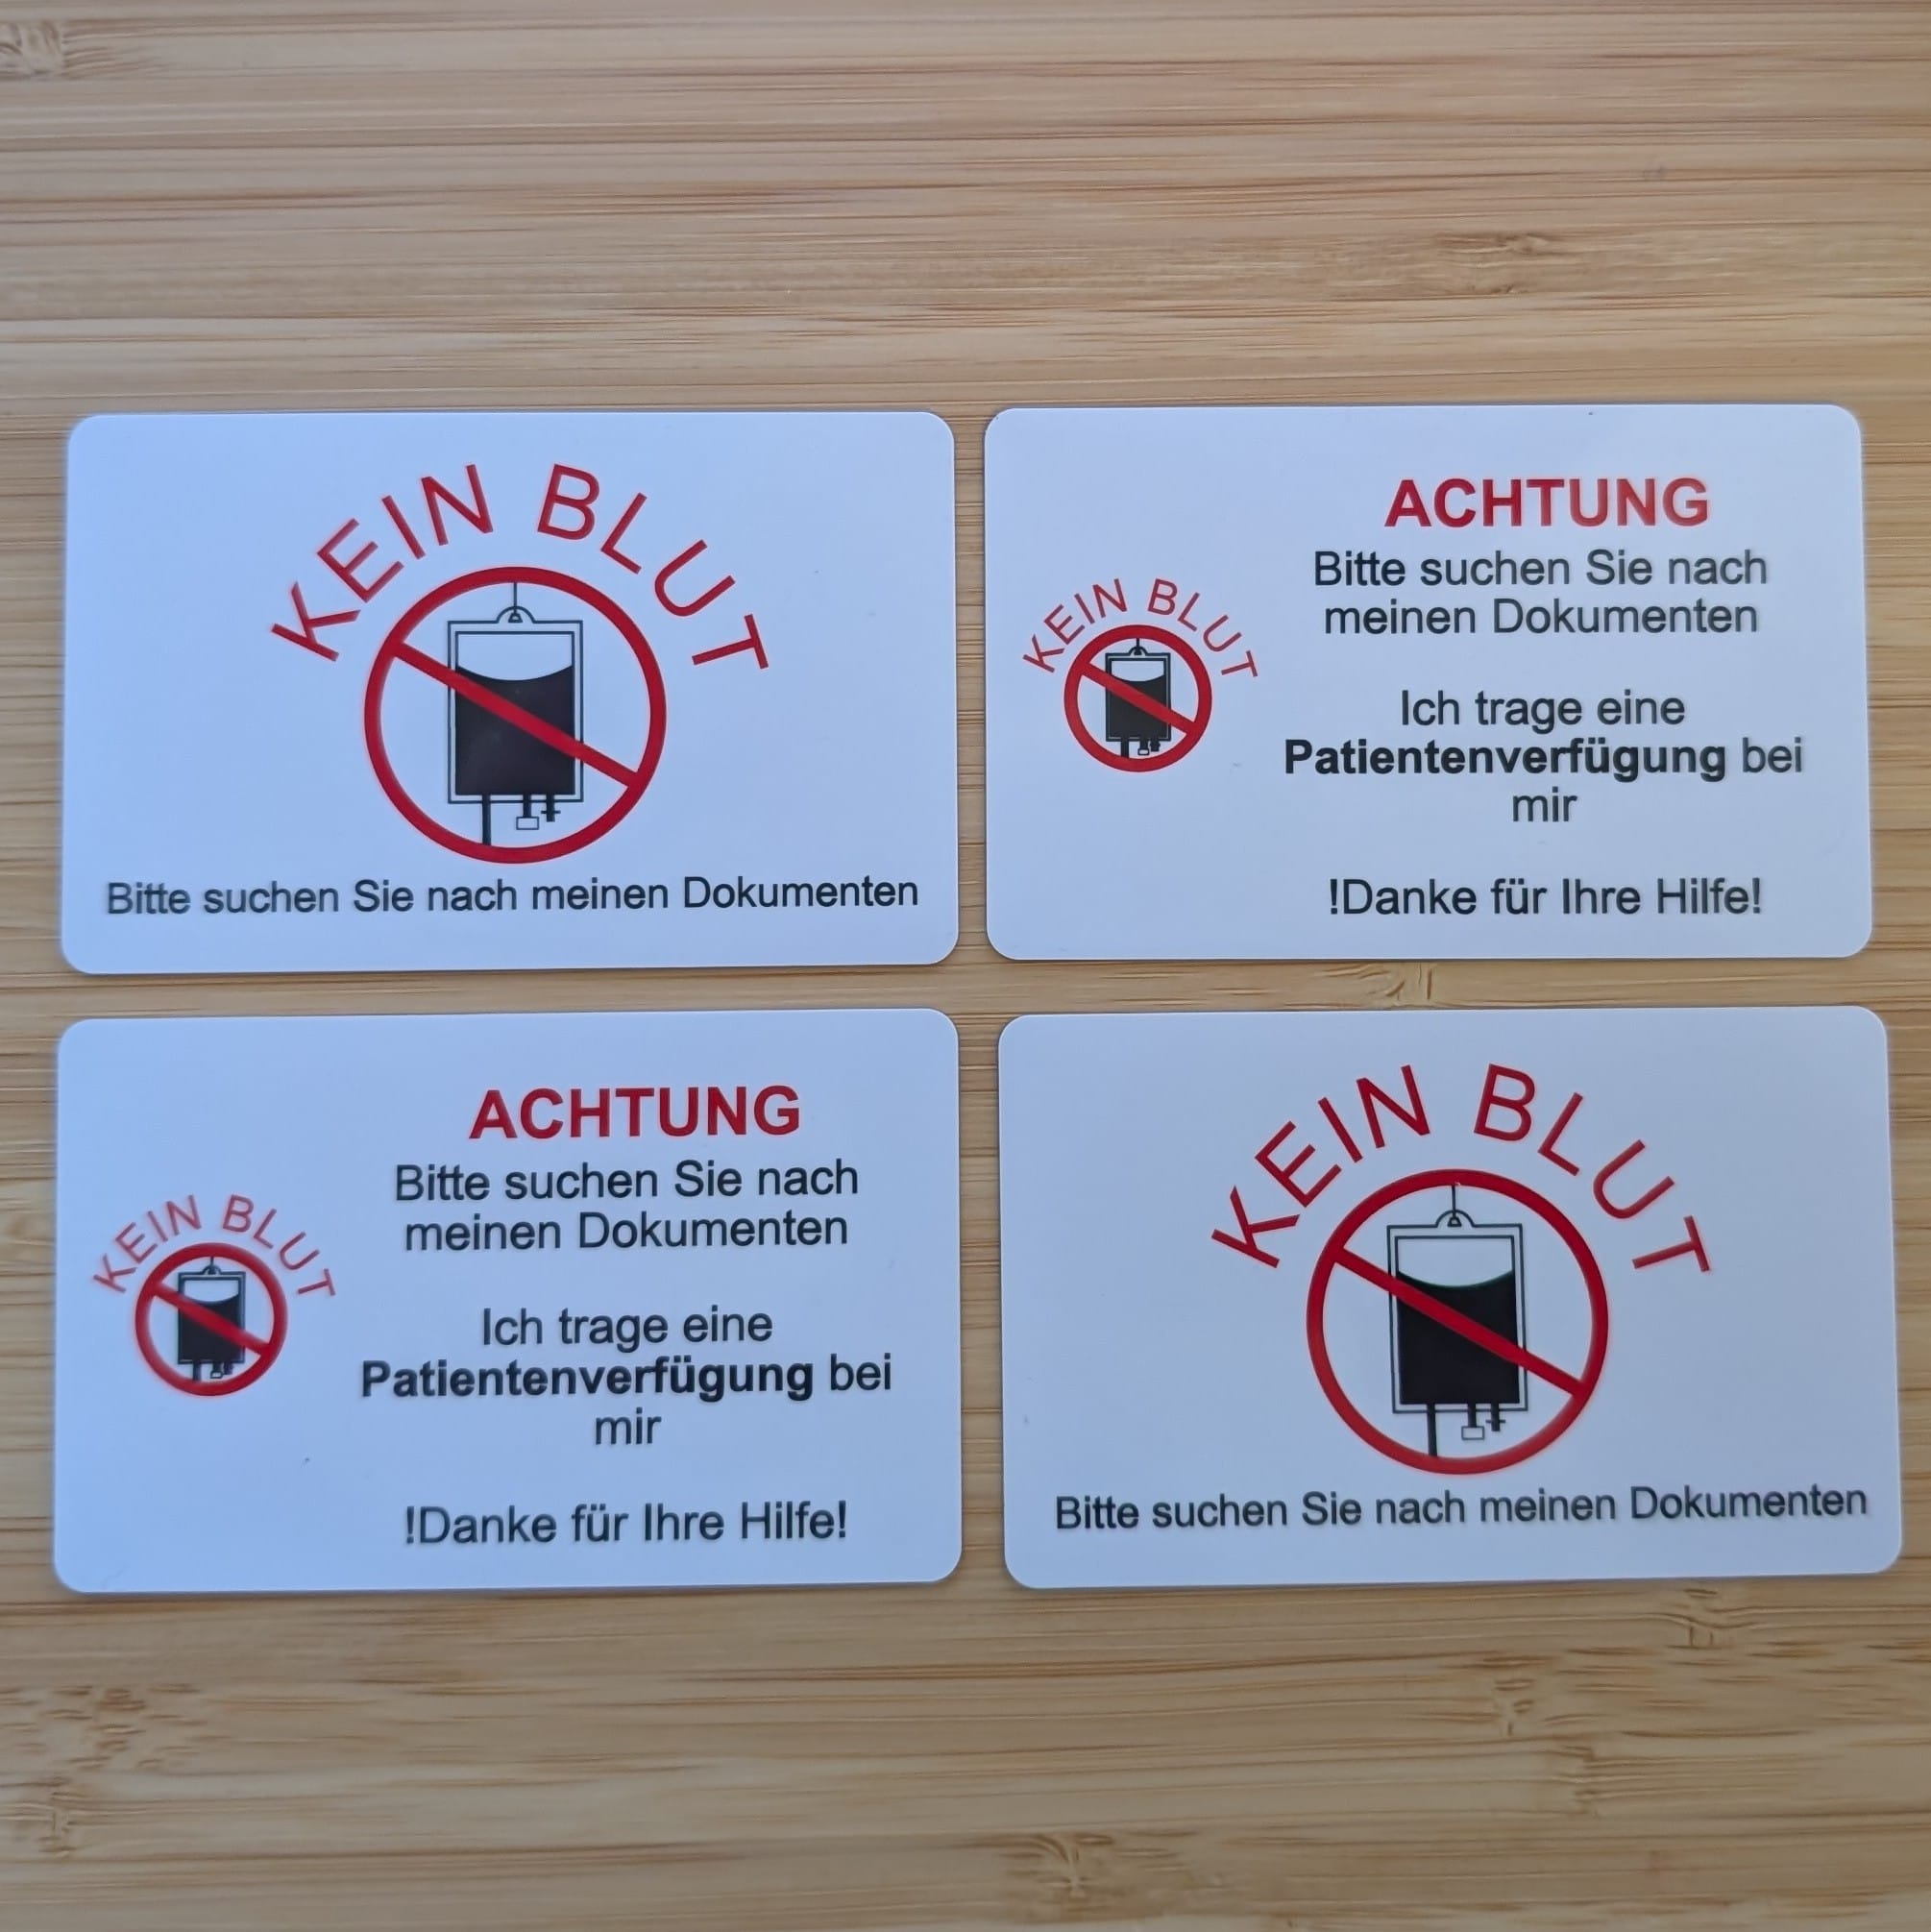 KEIN BLUT
Bitte suchen Sie nach meinen Dokumenten
KEIN BLUT
ACHTUNG
Bitte suchen Sie nach
meinen Dokumenten
Ich trage eine
Patientenverfügung bei
mir
!Danke für Ihre Hilfe!
KEIN BLUT
ACHTUNG
Bitte suchen Sie nach
meinen Dokumenten
Ich trage eine
Patientenverfügung bei
mir
!Danke für Ihre Hilfe!
KEIN BLUT
Bitte suchen Sie nach meinen Dokumenten